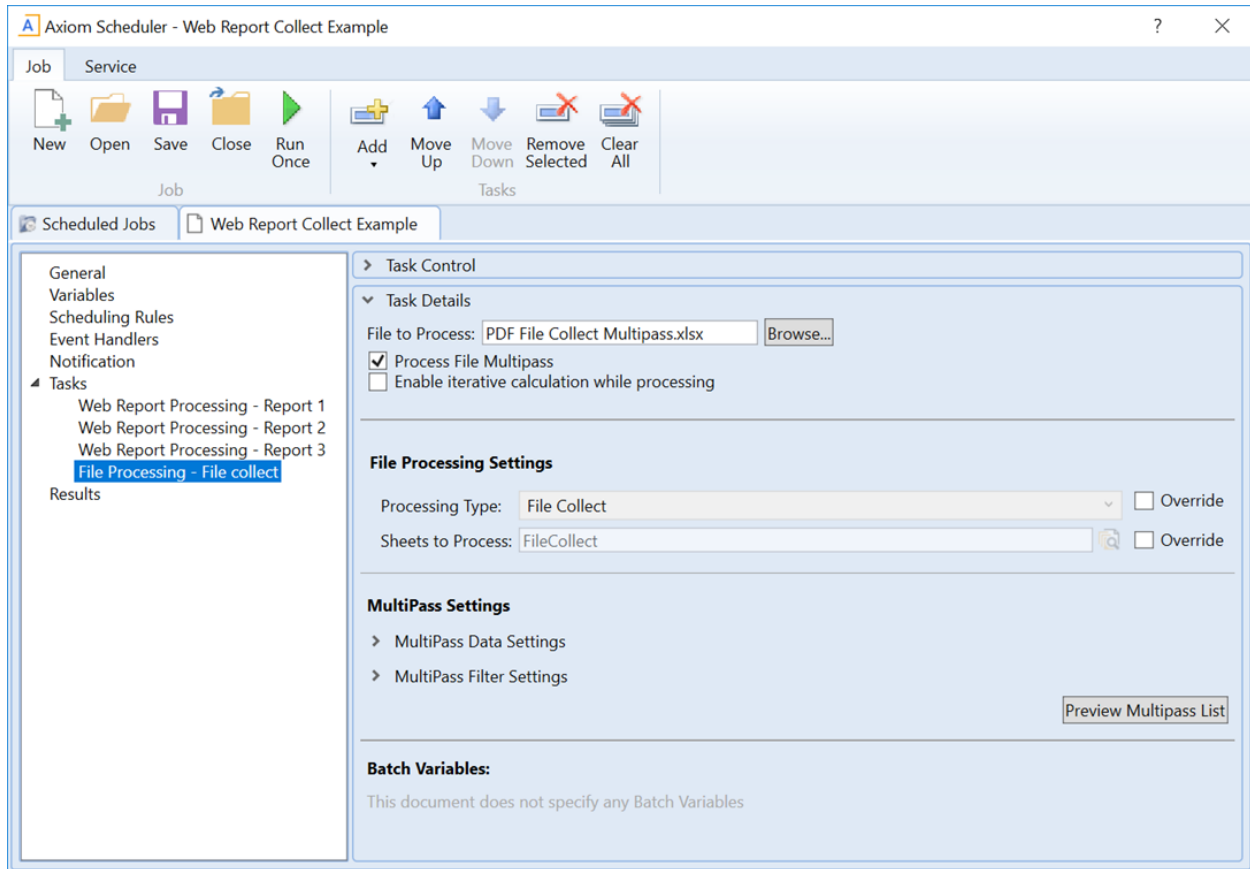 A Axiom Scheduler - Web Report Collect Example ?
Job Service
New Open Save Close Run Once Add Move Up Move Down Remove Selected Clear All
Job Tasks
Scheduled Jobs Web Report Collect Example
General
Variables
Scheduling Rules
Event Handlers
Notification
Tasks
Web Report Processing - Report 1
Web Report Processing - Report 2
Web Report Processing - Report 3
File Processing - File collect
Results
Task Control
Task Details
File to Process: PDF File Collect Multipass.xlsx Browse...
Process File Multipass
Enable iterative calculation while processing
File Processing Settings
Processing Type: File Collect Override
Sheets to Process: FileCollect Override
MultiPass Settings
MultiPass Data Settings
MultiPass Filter Settings
Preview Multipass List
Batch Variables:
This document does not specify any Batch Variables